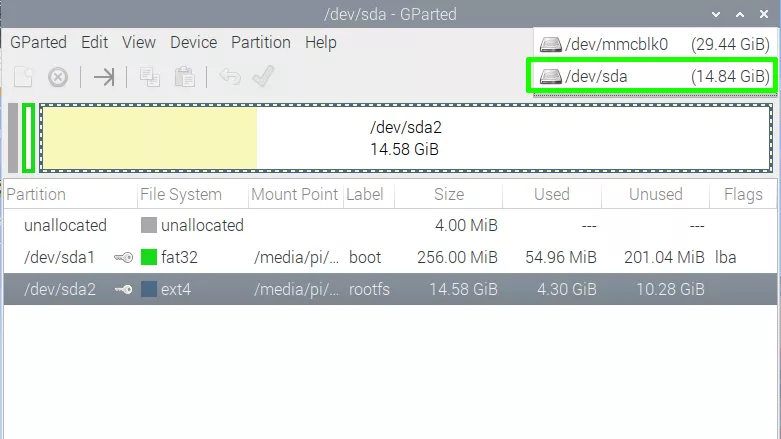 /dev/sda - GParted
GParted Edit View Device Partition Help
/dev/mmcblk0 (29.44 GiB)
/dev/sda (14.84 GiB)
/dev/sda2
14.58 GiB
Partition File System Mount Point Label Size Used Unused Flags
unallocated unallocated 4.00 MiB --- ---
/dev/sda1 fat32 /media/pi/... boot 256.00 MiB 54.96 MiB 201.04 MiB lba
/dev/sda2 ext4 /media/pi/... rootfs 14.58 GiB 4.30 GiB 10.28 GiB